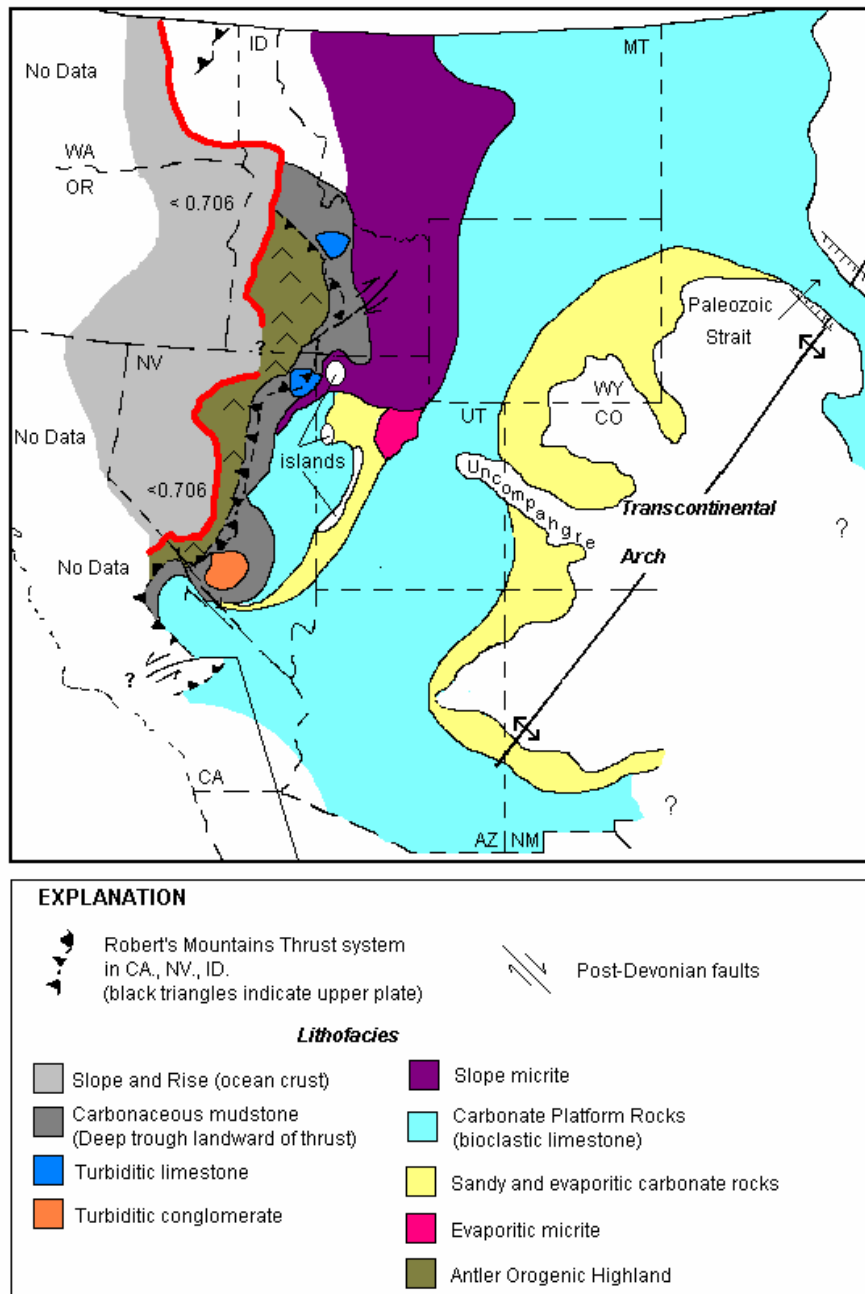 No Data
ID
MT
WA
OR
< 0.706
Paleozoic
Strait
?
NV
WY
CO
UT
No Data
islands
Uncompahgre
<0.706
Transcontinental
?
Arch
No Data
?
CA
?
AZ
NM
EXPLANATION
Robert's Mountains Thrust system
in CA., NV., ID.
(black triangles indicate upper plate)
Post-Devonian faults
Lithofacies
Slope and Rise (ocean crust)
Slope micrite
Carbonaceous mudstone
(Deep trough landward of thrust)
Carbonate Platform Rocks
(bioclastic limestone)
Turbiditic limestone
Sandy and evaporitic carbonate rocks
Turbiditic conglomerate
Evaporitic micrite
Antler Orogenic Highland